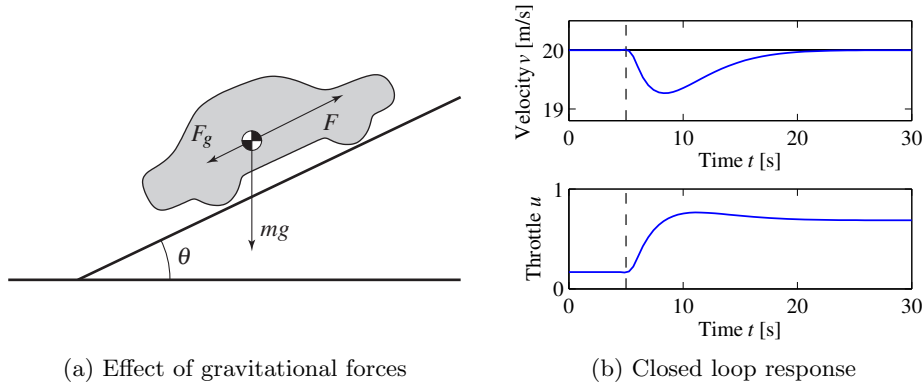 F_g
F
mg
θ
(a) Effect of gravitational forces
Velocity v [m/s]
20
19
0 10 20 30
Time t [s]
Throttle u
1
0
0 10 20 30
Time t [s]
(b) Closed loop response